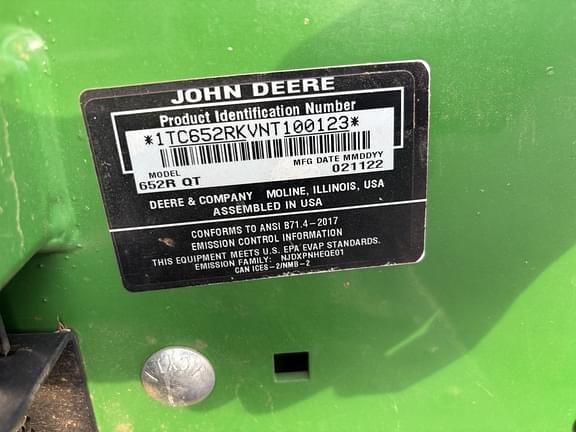 JOHN DEERE
Product Identification Number
*1TC652RKVNT100123*
MFG DATE MMDDYY
MODEL 021122
652R QT
DEERE & COMPANY MOLINE, ILLINOIS, USA
ASSEMBLED IN USA
CONFORMS TO ANSI B71.4-2017
EMISSION CONTROL INFORMATION
THIS EQUIPMENT MEETS U.S. EPA EVAP STANDARDS.
EMISSION FAMILY: NJDXPNHEQE01
CAN ICES-2/NMB-2